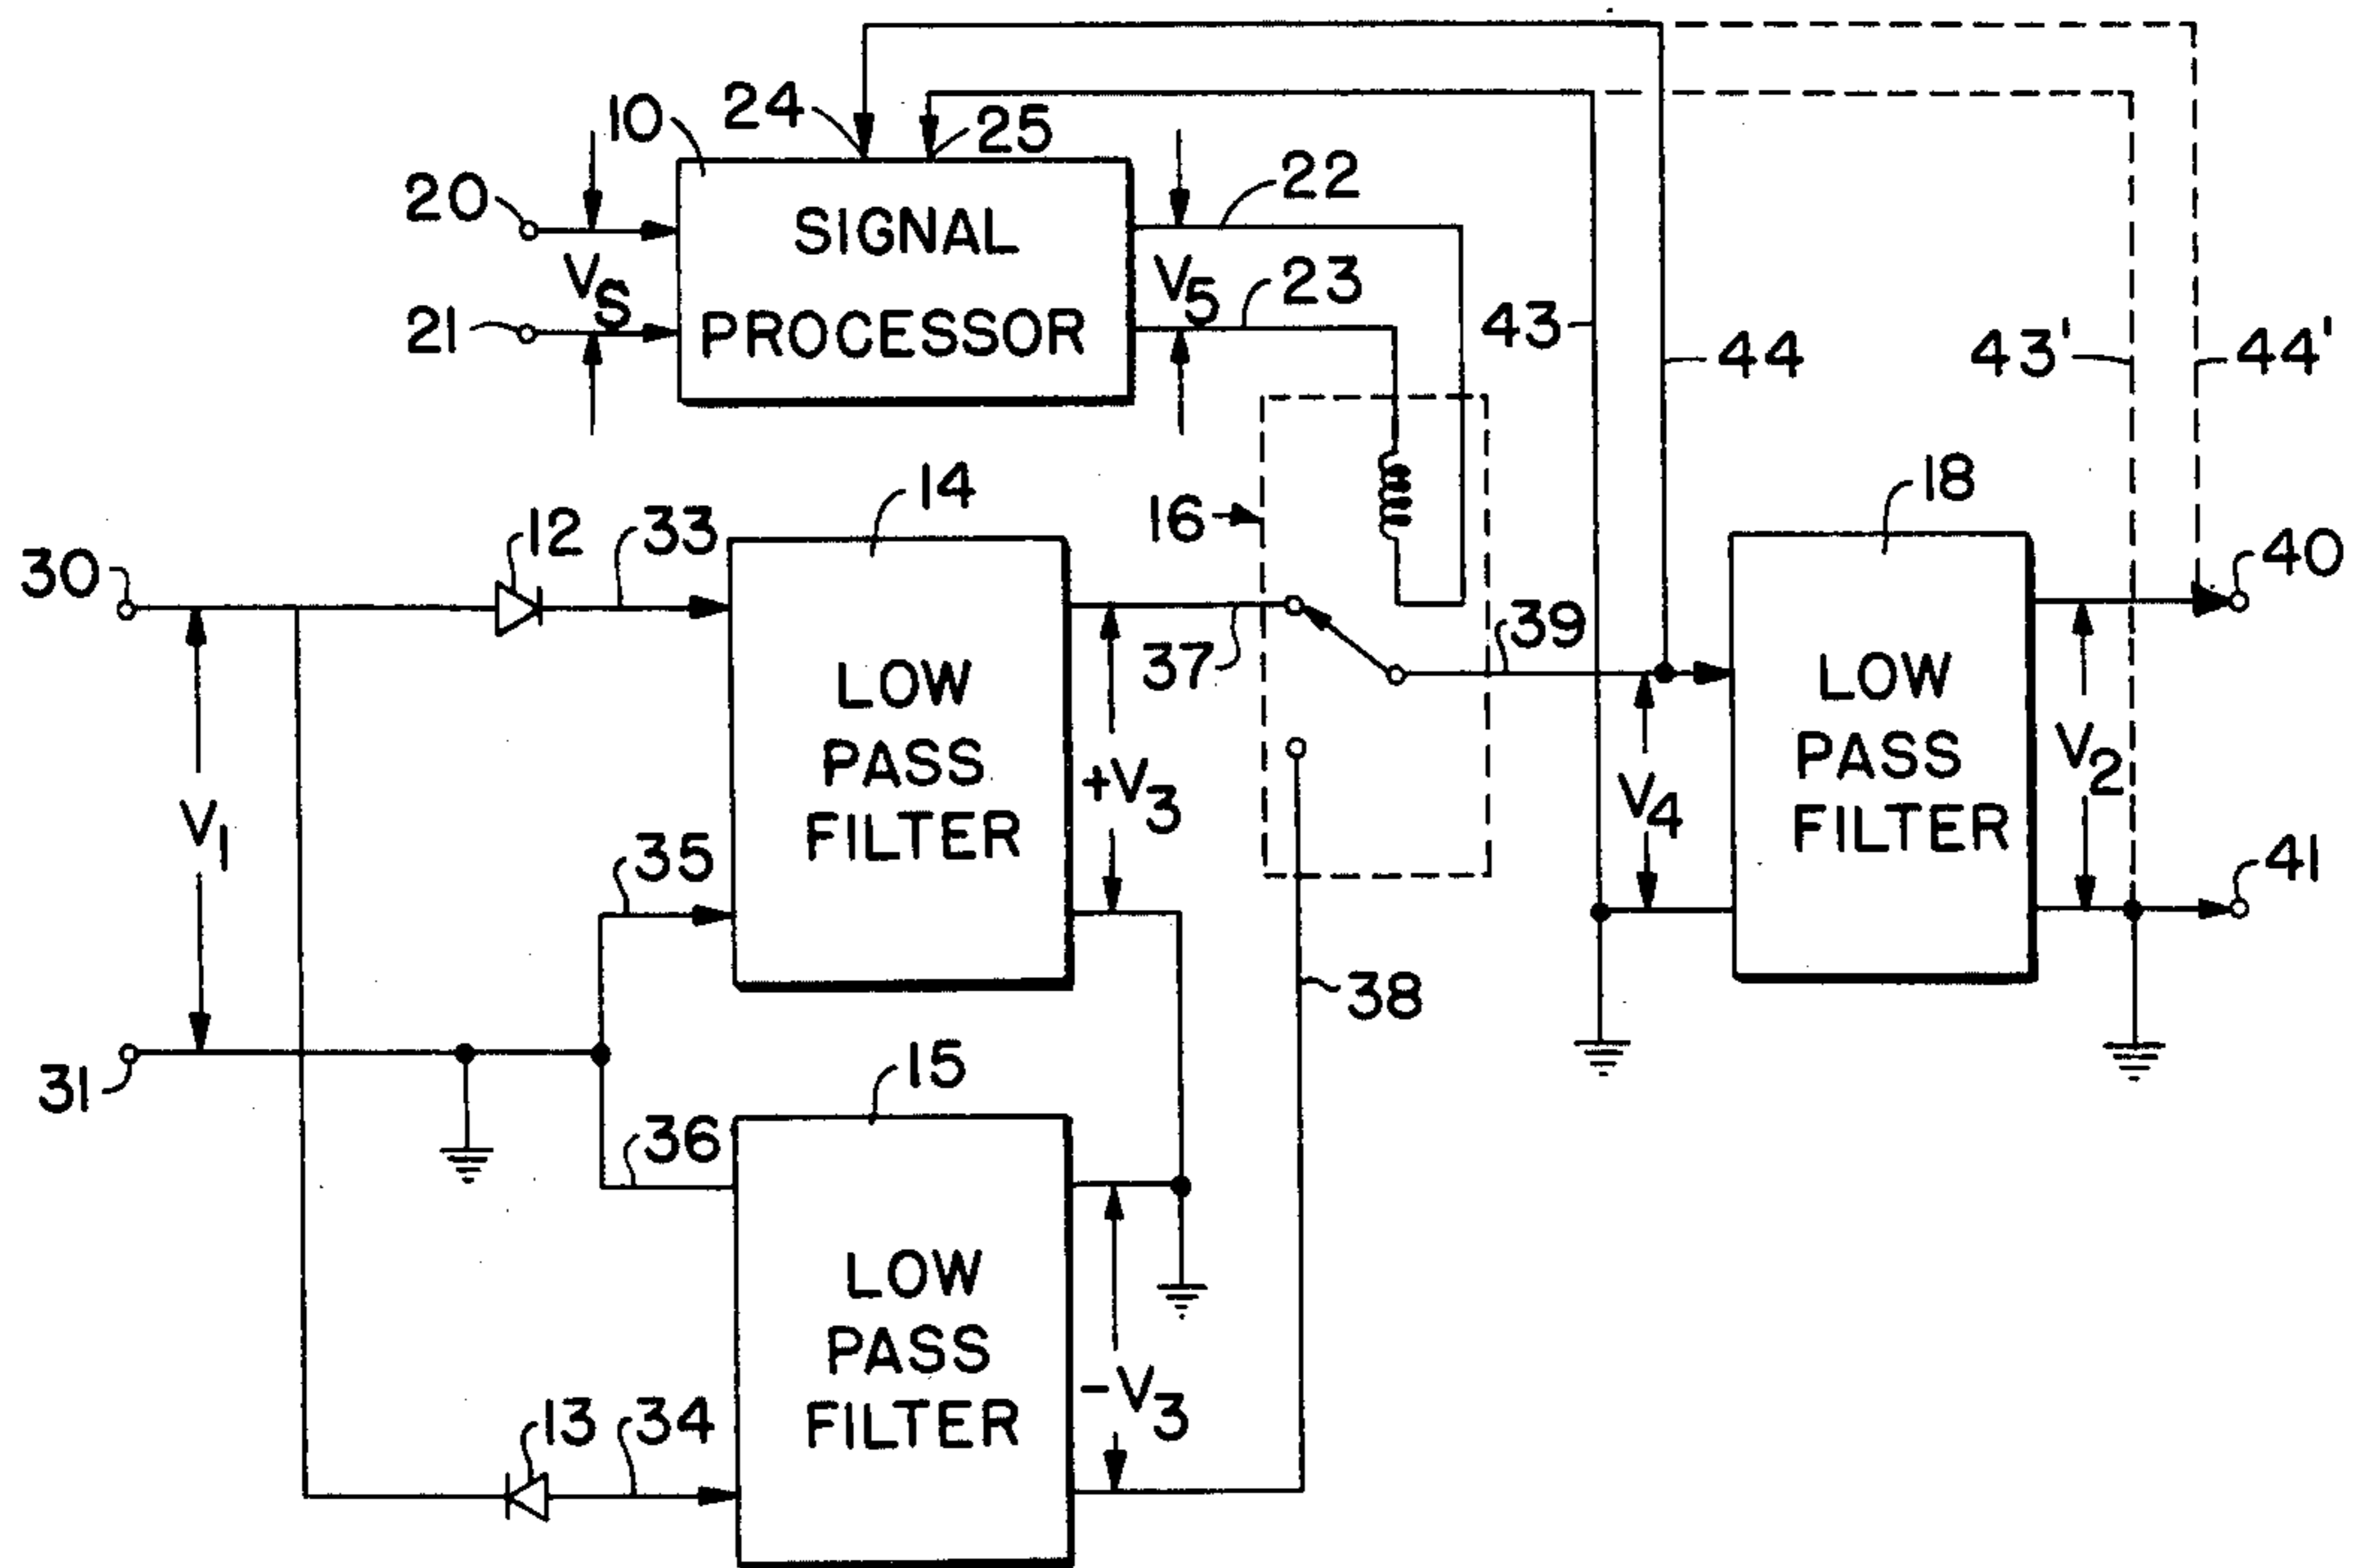 24
10
25
20
SIGNAL
22
VS
V5
23
21
PROCESSOR
43
44
43'
44'
14
18
16
12
33
30
40
39
37
LOW
PASS
FILTER
LOW
PASS
FILTER
V1
+V3
V4
V2
35
41
38
31
15
36
LOW
PASS
FILTER
-V3
13
34